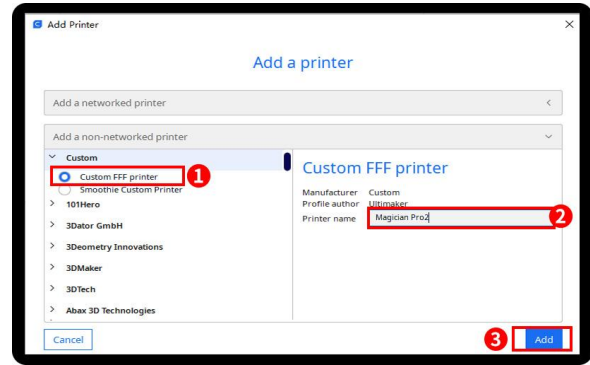 Add Printer
Add a printer
Add a networked printer
Add a non-networked printer
Custom
Custom FFF printer
1
Smoothie Custom Printer
101Hero
3Dator GmbH
3Deometry Innovations
3DMaker
3DTech
Abax 3D Technologies
Custom FFF printer
Manufacturer Custom
Profile author Ultimaker
Printer name Magician Pro2
2
Cancel
3
Add